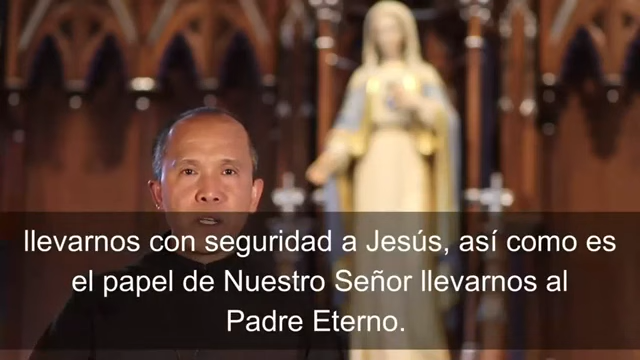 llevarnos con seguridad a Jesús, así como es
el papel de Nuestro Señor llevarnos al
Padre Eterno.